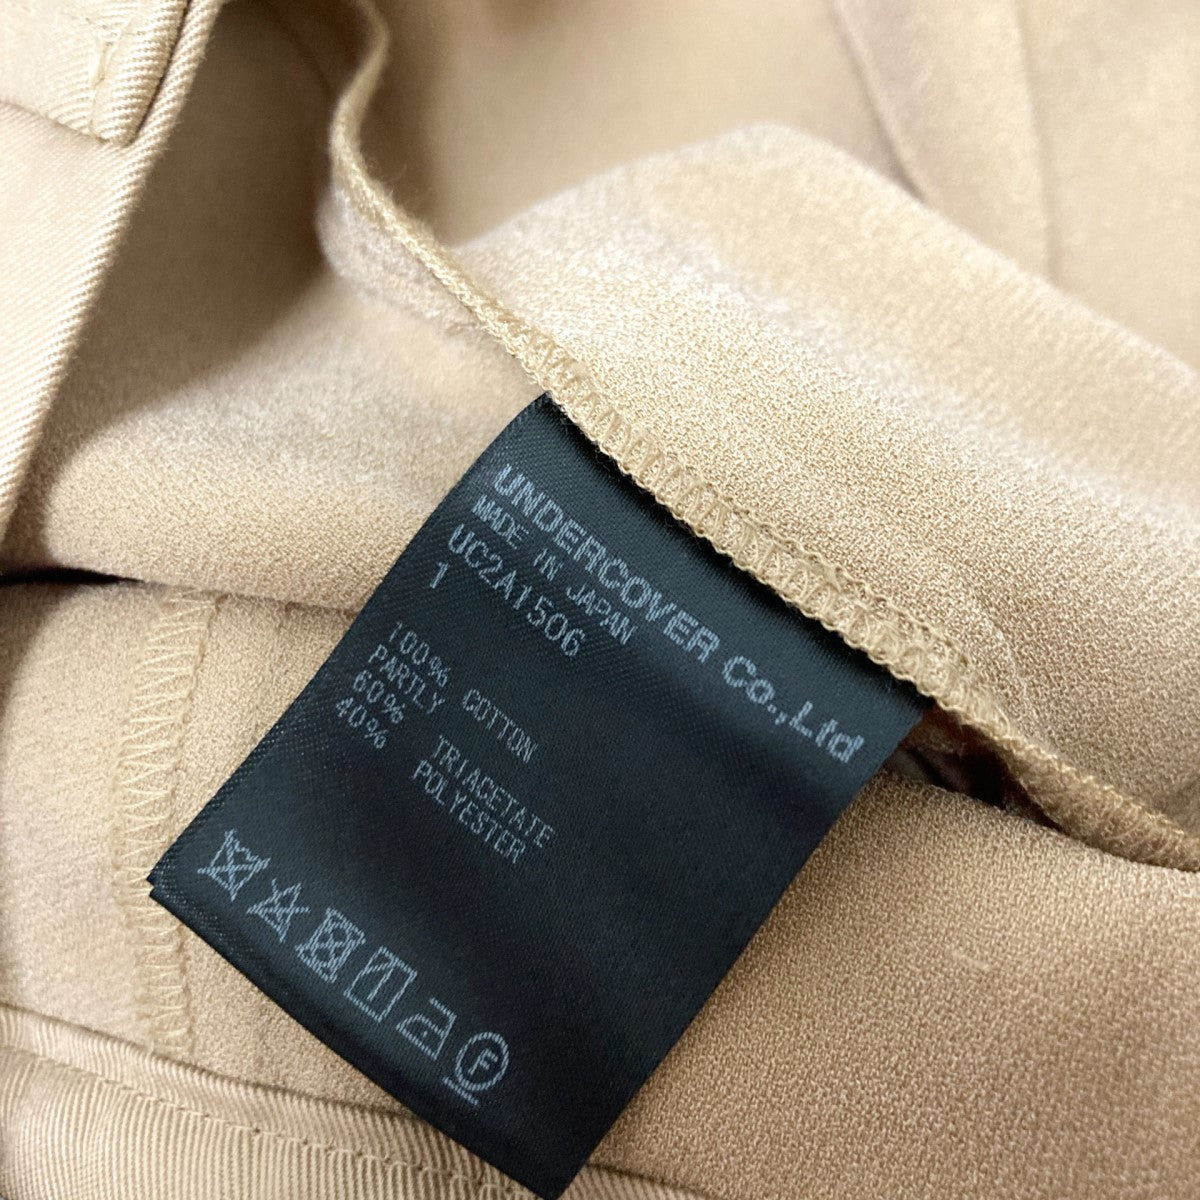 UNDERCOVER Co.,Ltd
MADE IN JAPAN
UC2A1506
1
100% COTTON
PARTLY
60% TRIACETATE
40% POLYESTER
F